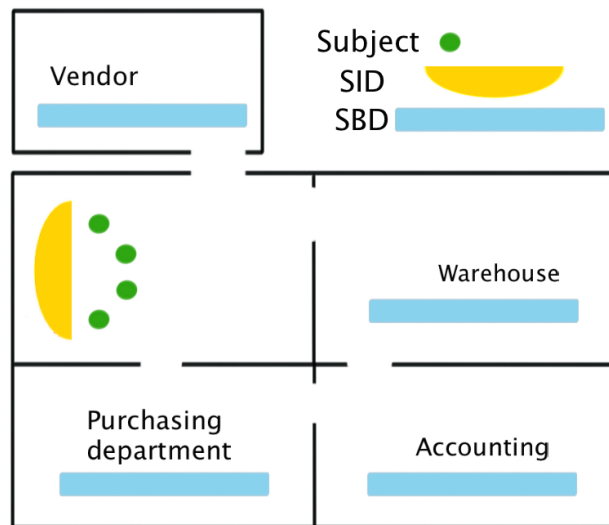 Vendor
Subject
SID
SBD
Warehouse
Purchasing
department
Accounting